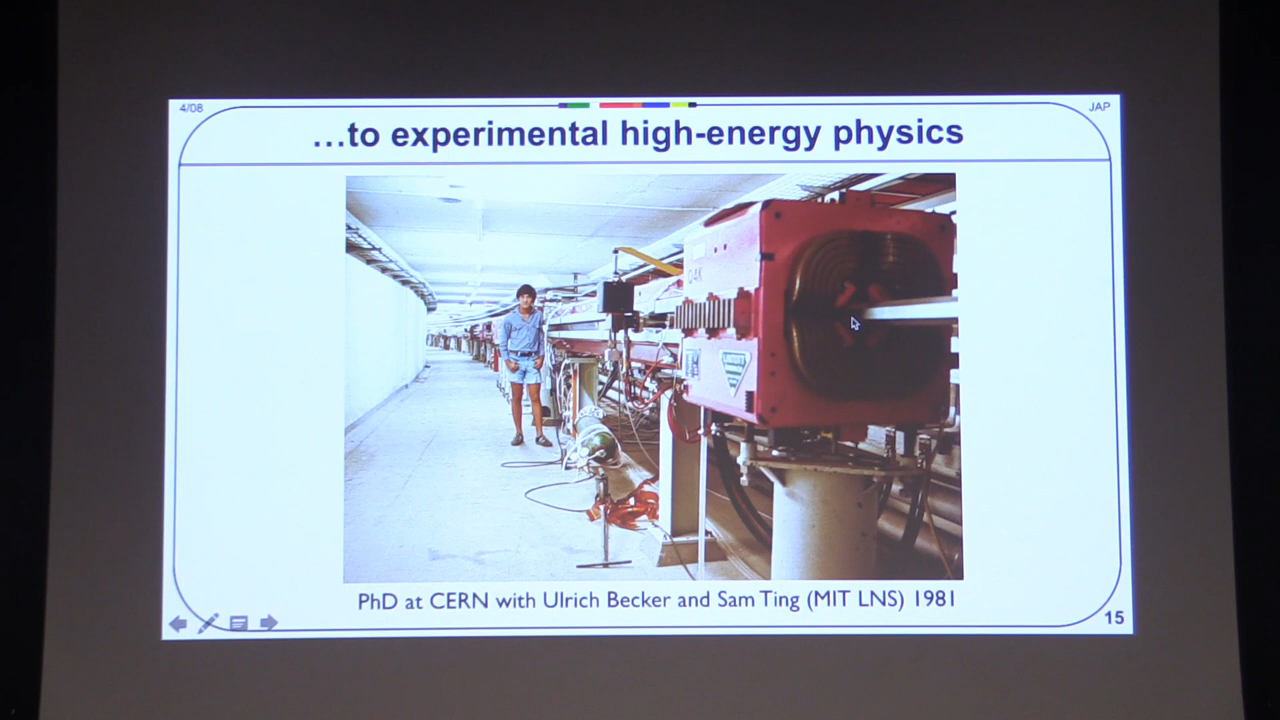 4/08
JAP
...to experimental high-energy physics
PhD at CERN with Ulrich Becker and Sam Ting (MIT LNS) 1981
15